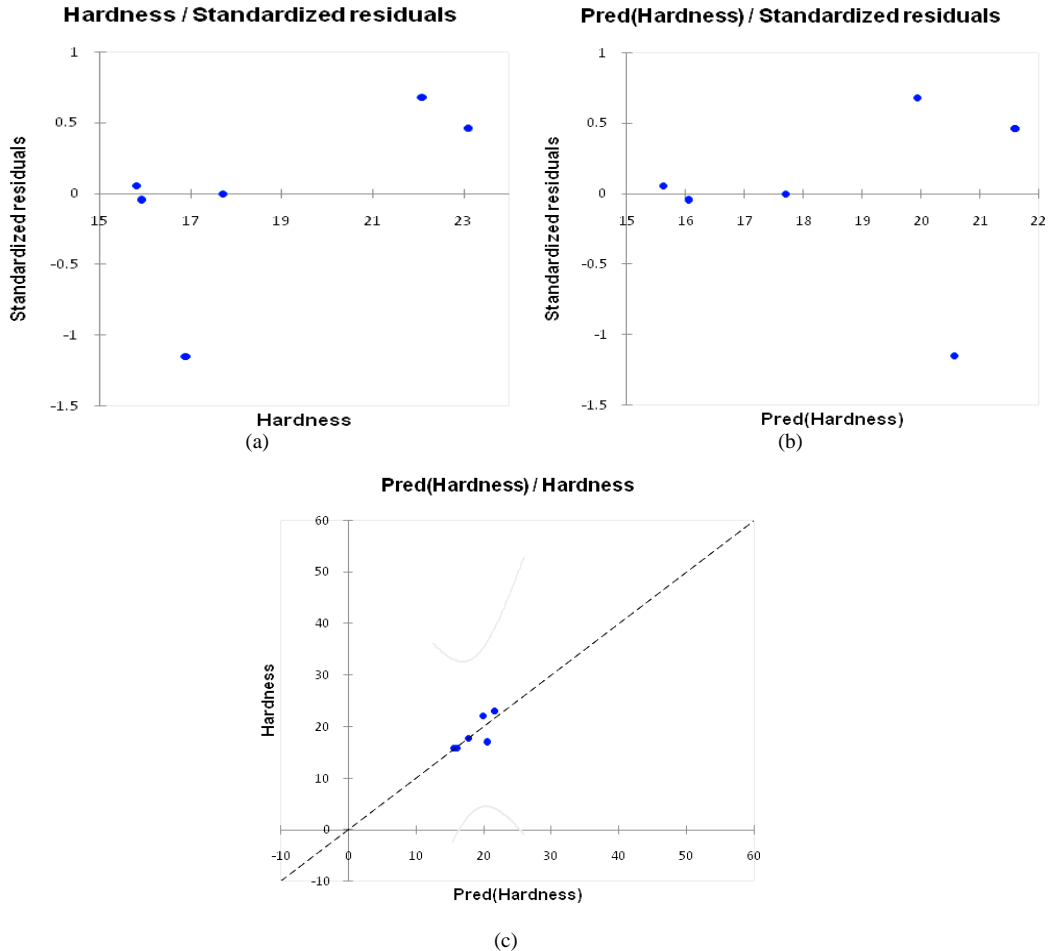 Hardness / Standardized residuals
1
0.5
0
-0.5
-1
-1.5
15 17 19 21 23
Standardized residuals
Hardness
(a)
Pred(Hardness) / Standardized residuals
1
0.5
0
-0.5
-1
-1.5
15 16 17 18 19 20 21 22
Standardized residuals
Pred(Hardness)
(b)
Pred(Hardness) / Hardness
60
50
40
30
20
10
0
-10
-10 0 10 20 30 40 50 60
Hardness
Pred(Hardness)
(c)